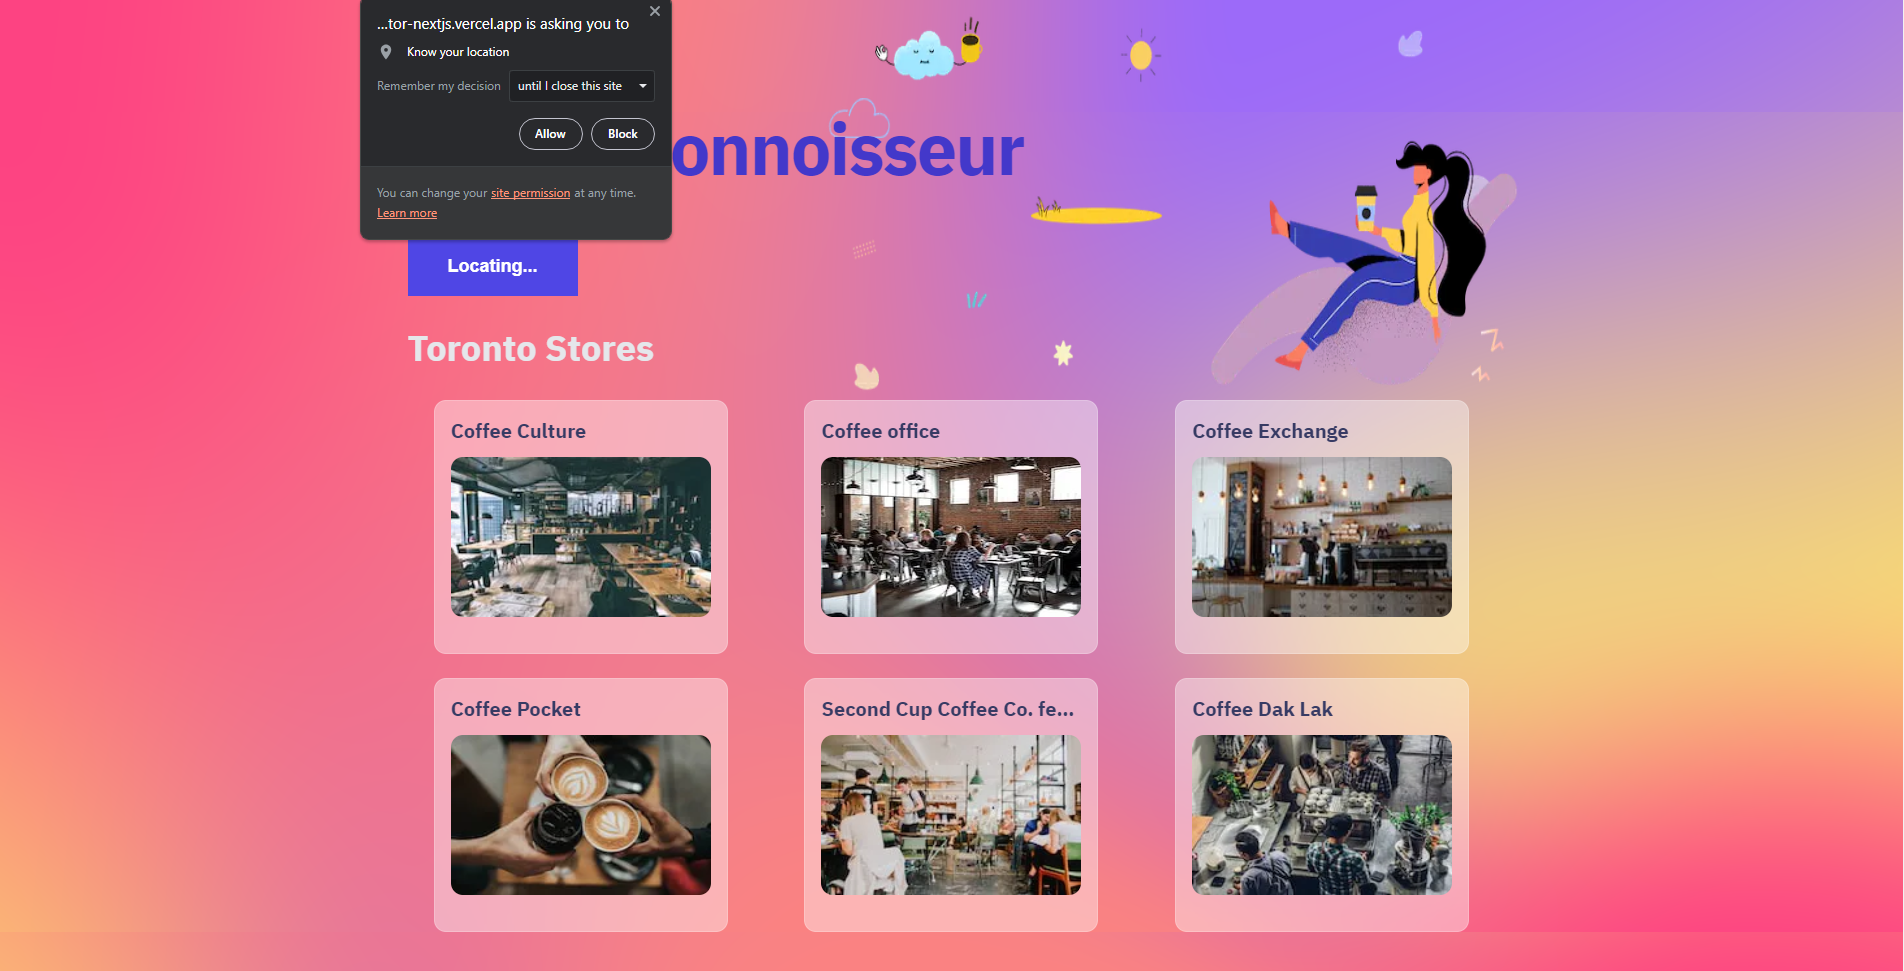 ...tor-nextjs.vercel.app is asking you to
Know your location
Remember my decision until I close this site
Allow Block
You can change your site permission at any time.
Learn more
onnoisseur
Locating...
Toronto Stores
Coffee Culture
Coffee office
Coffee Exchange
Coffee Pocket
Second Cup Coffee Co. fe...
Coffee Dak Lak